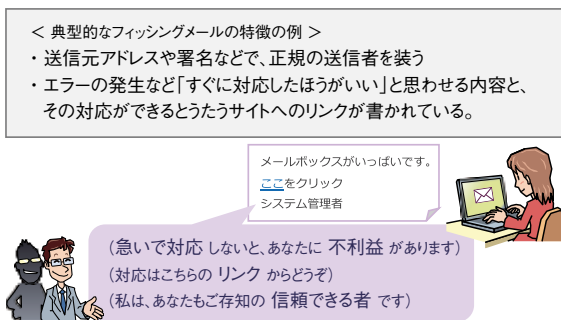 ＜ 典型的なフィッシングメールの特徴の例 ＞
・ 送信元アドレスや署名などで、正規の送信者を装う
・ エラーの発生など「すぐに対応したほうがいい」と思わせる内容と、
その対応ができるとうたうサイトへのリンクが書かれている。
メールボックスがいっぱいです。
ここをクリック
システム管理者
（急いで対応 しないと、あなたに 不利益 があります）
（対応はこちらの リンク からどうぞ）
（私は、あなたもご存知の 信頼できる者 です）